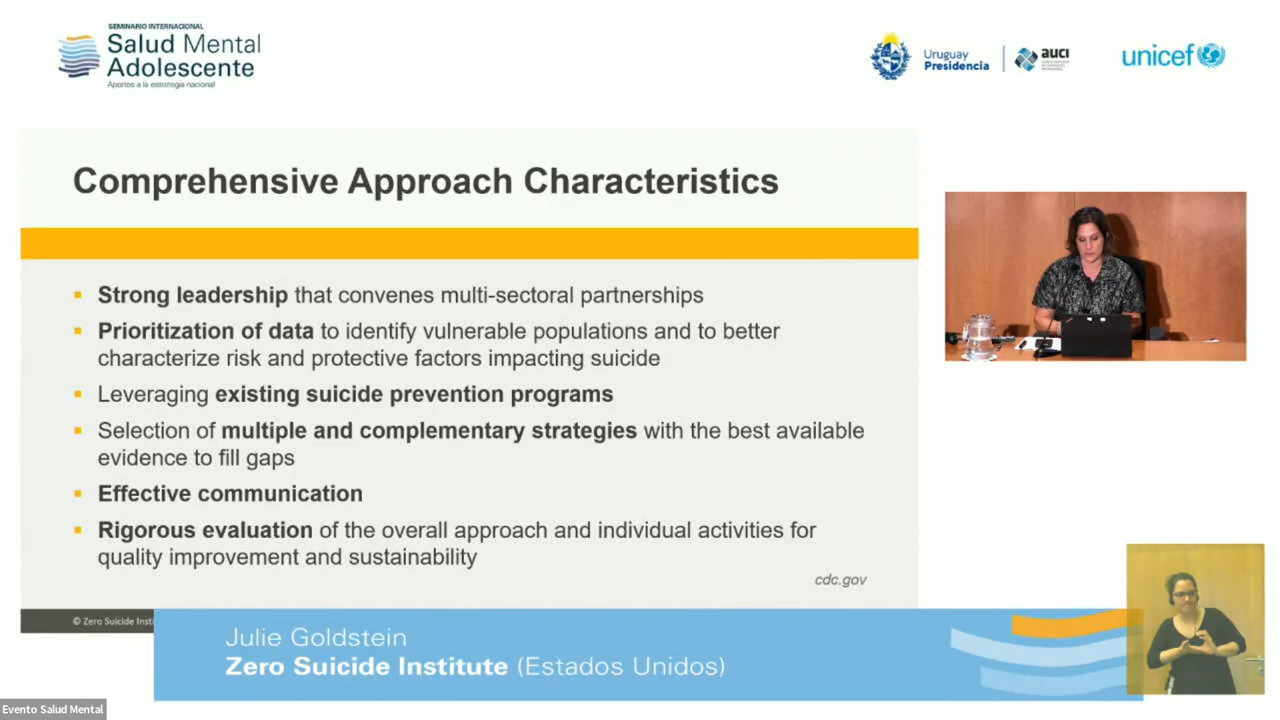 SEMINARIO INTERNACIONAL
Salud Mental
Adolescente
Aportes a la estrategia nacional
Uruguay
Presidencia
AUCI
unicef
Comprehensive Approach Characteristics
Strong leadership that convenes multi-sectoral partnerships
Prioritization of data to identify vulnerable populations and to better
characterize risk and protective factors impacting suicide
Leveraging existing suicide prevention programs
Selection of multiple and complementary strategies with the best available
evidence to fill gaps
Effective communication
Rigorous evaluation of the overall approach and individual activities for
quality improvement and sustainability
cdc.gov
© Zero Suicide Insti
Julie Goldstein
Zero Suicide Institute (Estados Unidos)
Evento Salud Mental